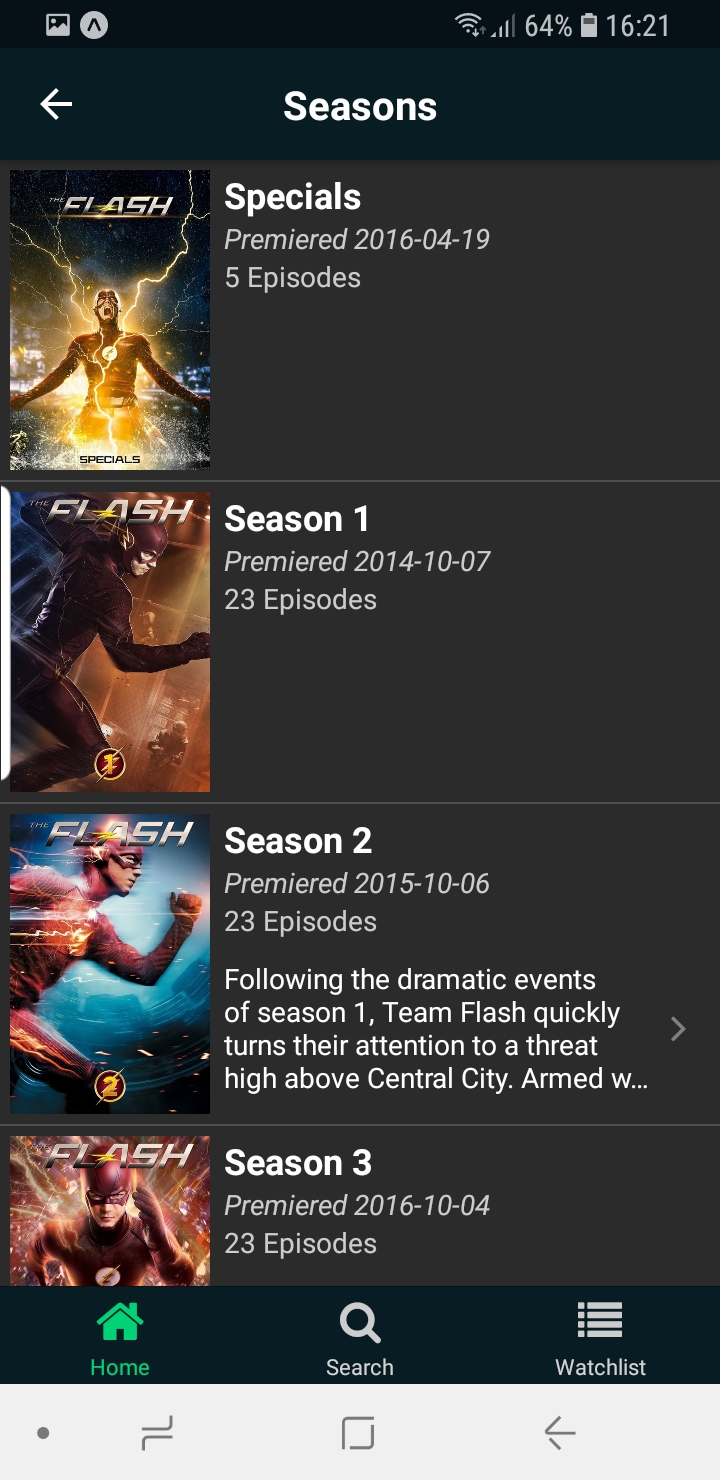 64% 16:21
Seasons
THE FLASH
SPECIALS
Specials
Premiered 2016-04-19
5 Episodes
THE FLASH
1
Season 1
Premiered 2014-10-07
23 Episodes
THE FLASH
2
Season 2
Premiered 2015-10-06
23 Episodes
Following the dramatic events
of season 1, Team Flash quickly
turns their attention to a threat
high above Central City. Armed w...
THE FLASH
Season 3
Premiered 2016-10-04
23 Episodes
Home Search Watchlist